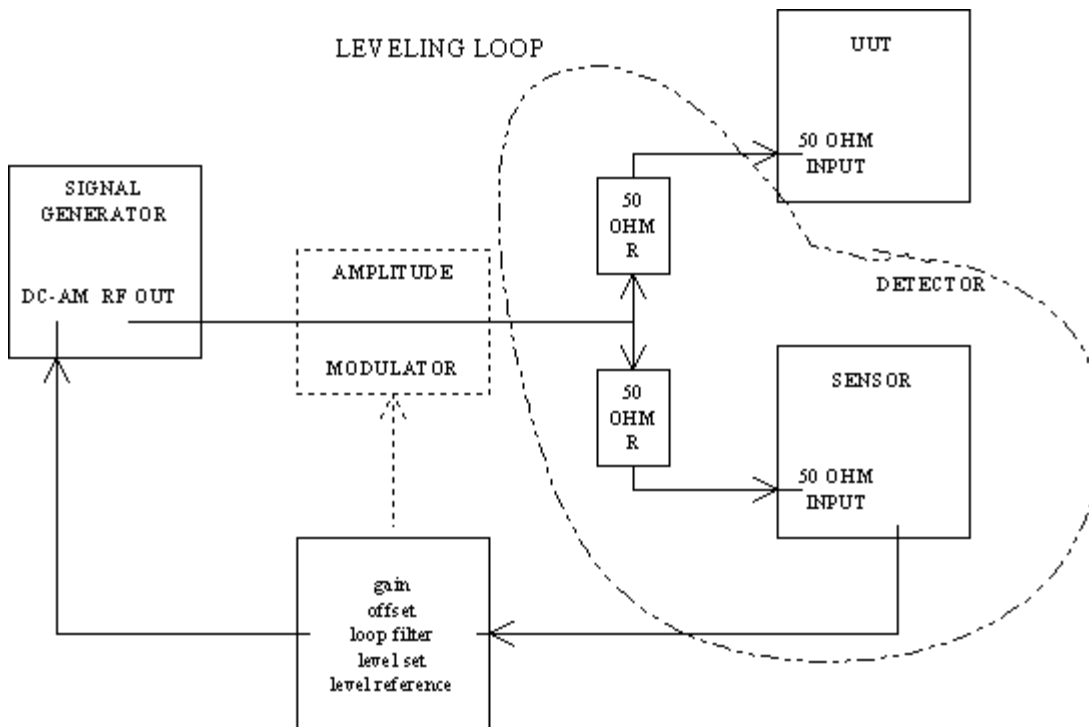 LEVELING LOOP
UUT
50 OHM
INPUT
SIGNAL
GENERATOR
DC-AM RF OUT
50
OHM
R
AMPLITUDE
MODULATOR
DETECTOR
50
OHM
R
SENSOR
50 OHM
INPUT
gain
offset
loop filter
level set
level reference